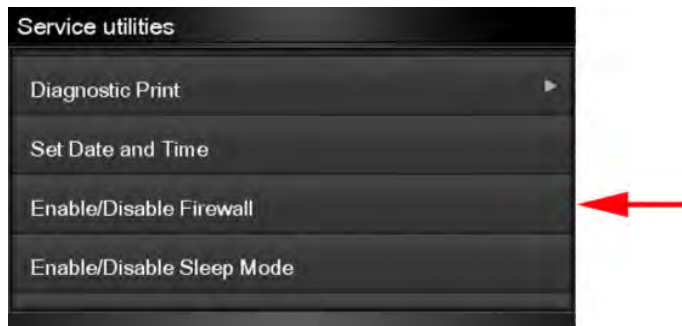 Service utilities
Diagnostic Print
Set Date and Time
Enable/Disable Firewall
Enable/Disable Sleep Mode